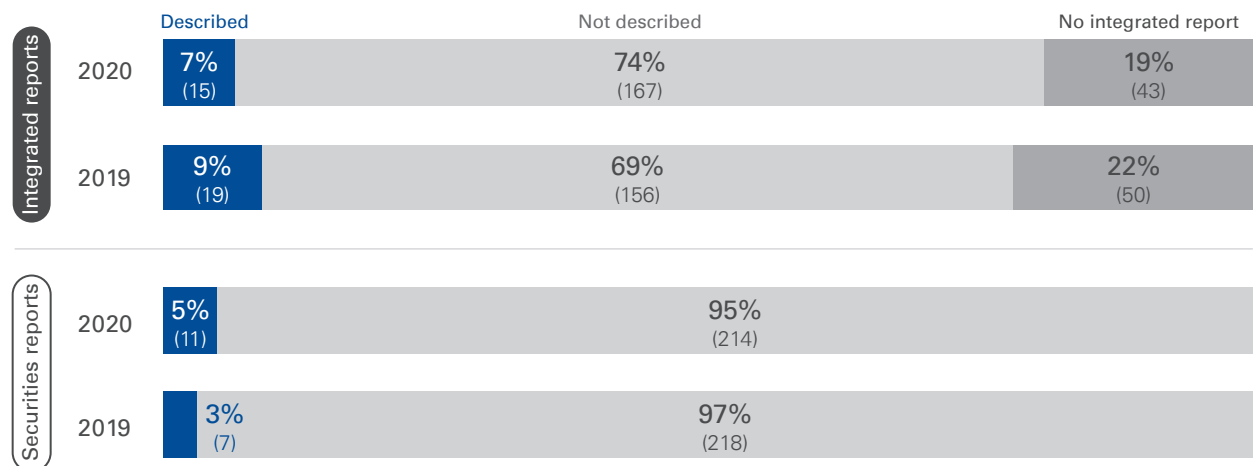 Described Not described No integrated report
Integrated reports
2020 7% 74% 19%
(15) (167) (43)
2019 9% 69% 22%
(19) (156) (50)
Securities reports
2020 5% 95%
(11) (214)
2019 3% 97%
(7) (218)